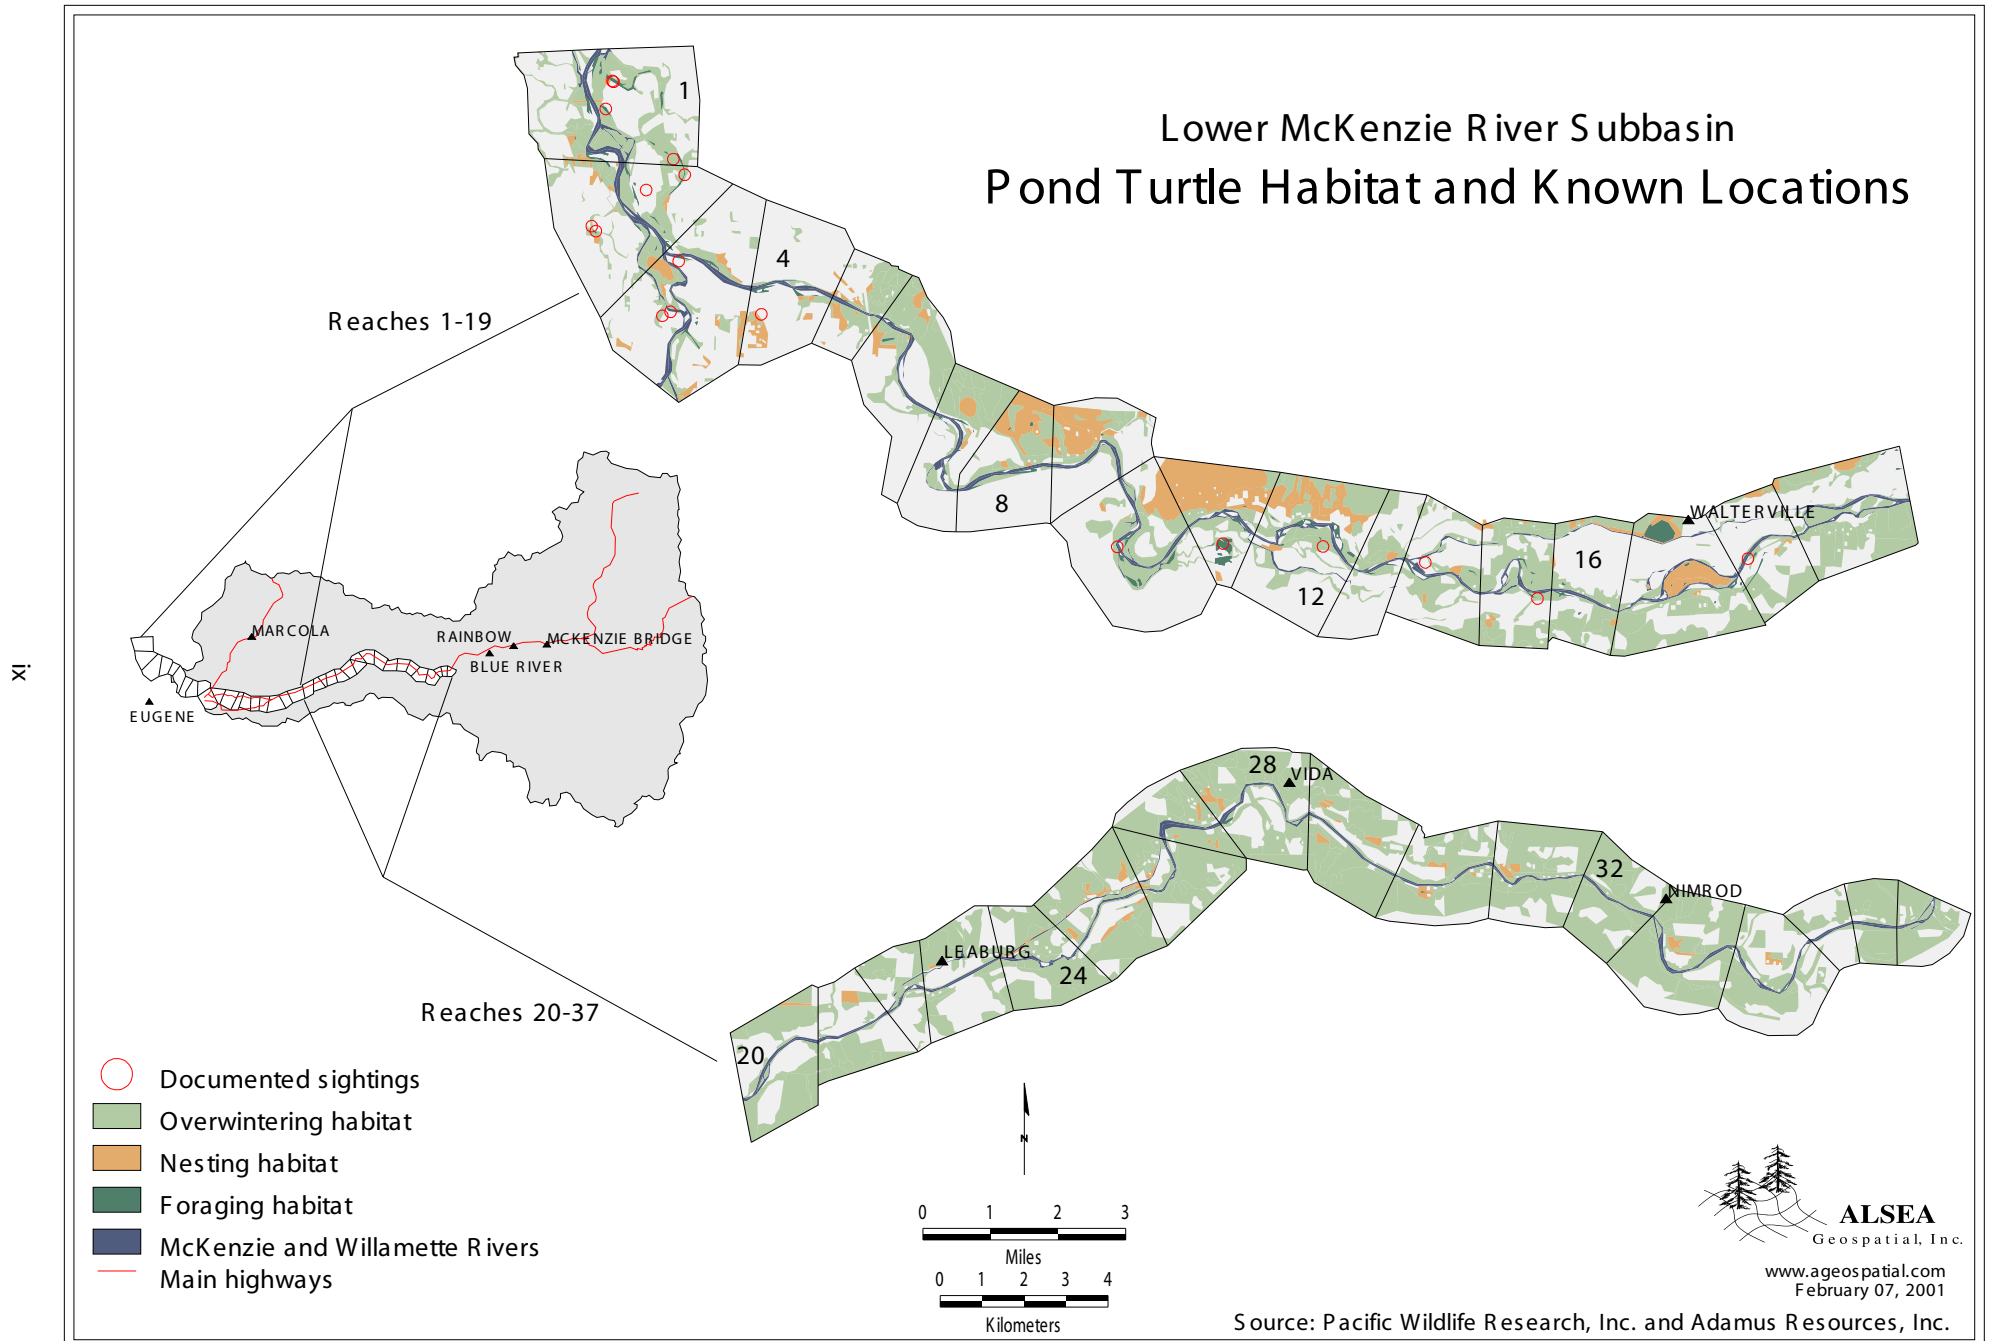 Lower McKenzie River Subbasin
Pond Turtle Habitat and Known Locations
1
4
Reaches 1-19
8
WALTERVILLE
16
12
MARCOLA
RAINBOW
MCKENZIE BRIDGE
BLUE RIVER
EUGENE
ix
28
VIDA
32
NIMROD
LEABURG
24
Reaches 20-37
20
Documented sightings
Overwintering habitat
Nesting habitat
Foraging habitat
McKenzie and Willamette Rivers
Main highways
N
0 1 2 3
Miles
0 1 2 3 4
Kilometers
ALSEA
Geospatial, Inc.
www.ageospatial.com
February 07, 2001
Source: Pacific Wildlife Research, Inc. and Adamus Resources, Inc.